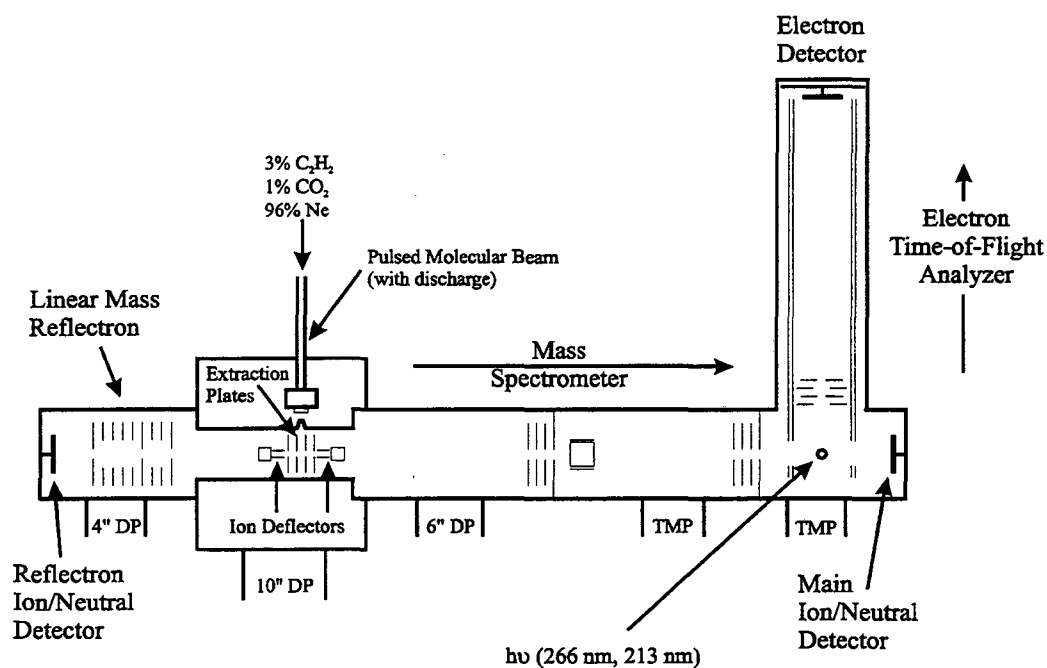 Electron
Detector
3% C₂H₂
1% CO₂
96% Ne
Pulsed Molecular Beam
(with discharge)
Electron
Time-of-Flight
Analyzer
Linear Mass
Reflectron
Mass
Spectrometer
Extraction
Plates
4" DP
Ion Deflectors
6" DP
TMP
TMP
10" DP
Reflectron
Ion/Neutral
Detector
Main
Ion/Neutral
Detector
hυ (266 nm, 213 nm)